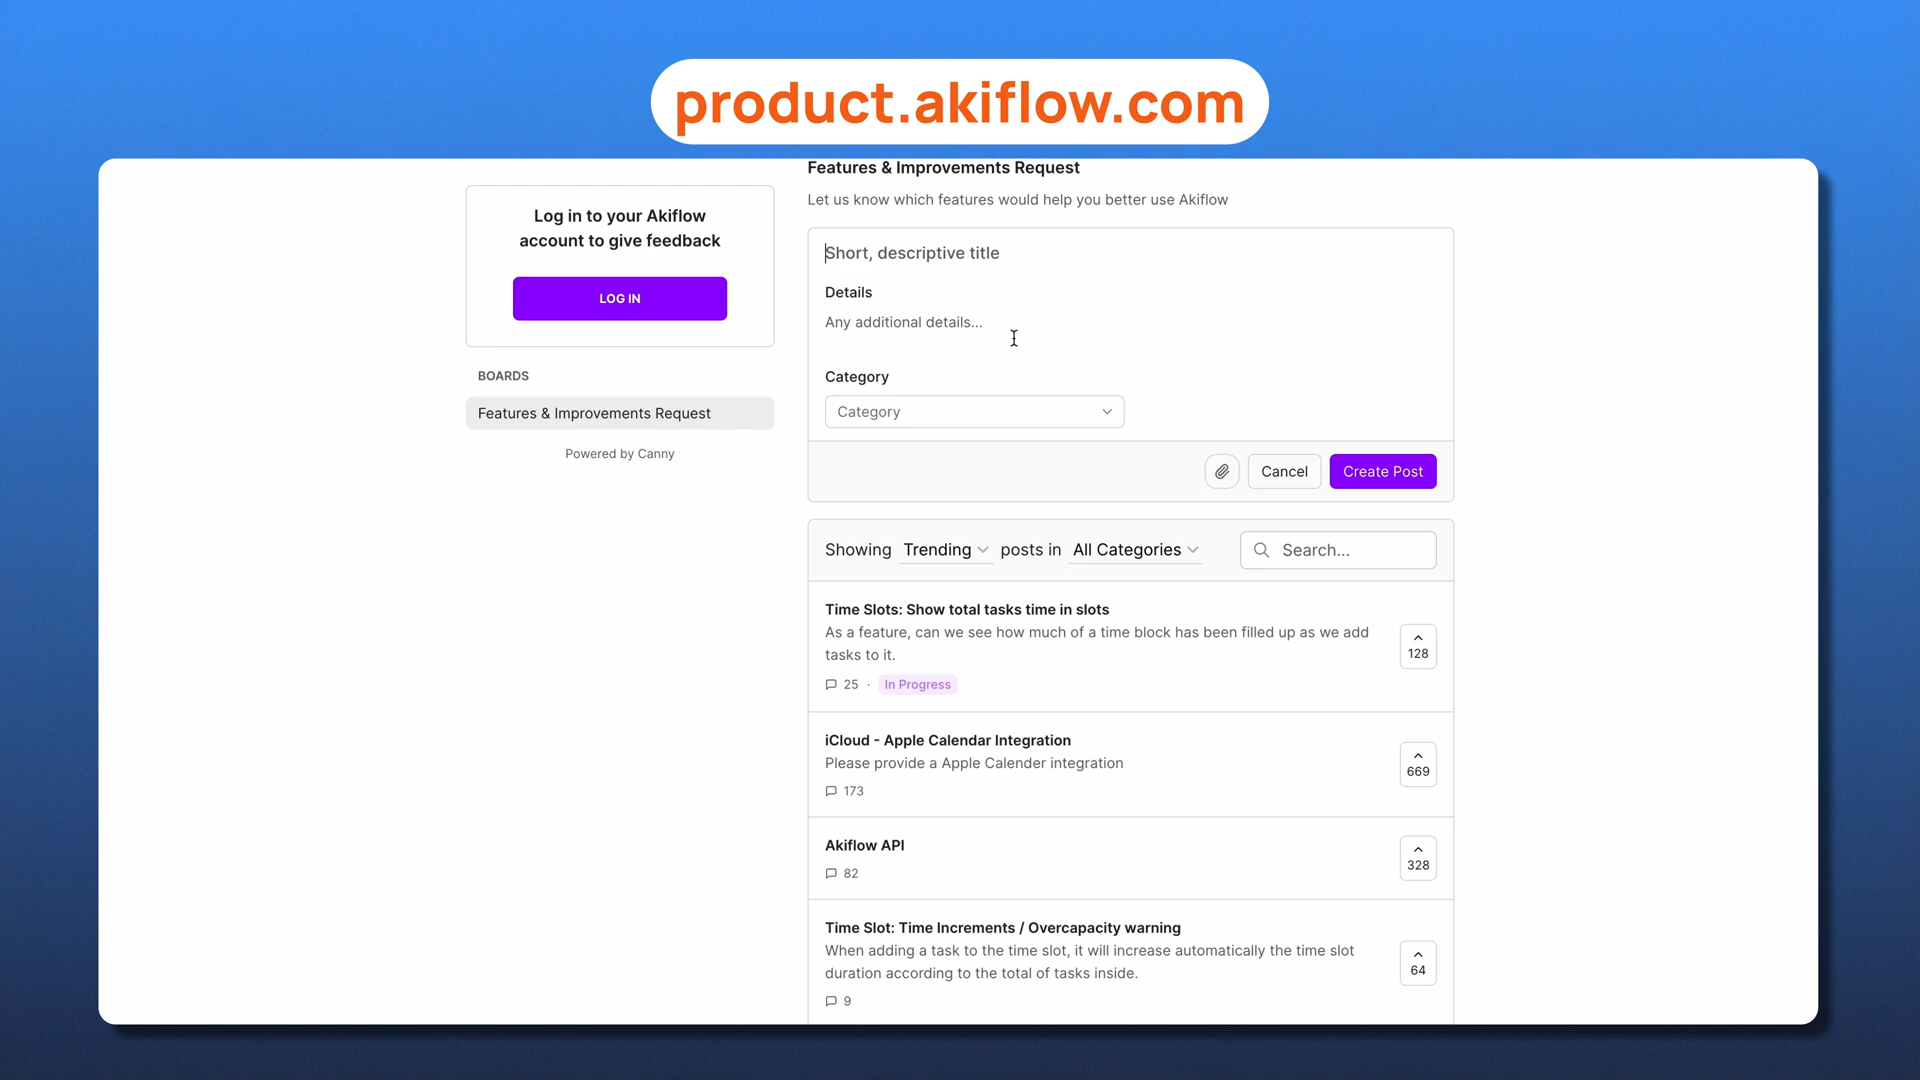 product.akiflow.com
Log in to your Akiflow
account to give feedback
LOG IN
BOARDS
Features & Improvements Request
Powered by Canny
Features & Improvements Request
Let us know which features would help you better use Akiflow
Short, descriptive title
Details
Any additional details...
Category
Category
Cancel
Create Post
Showing Trending posts in All Categories
Search...
Time Slots: Show total tasks time in slots
As a feature, can we see how much of a time block has been filled up as we add
tasks to it.
25 · In Progress
128
iCloud - Apple Calendar Integration
Please provide a Apple Calender integration
173
669
Akiflow API
82
328
Time Slot: Time Increments / Overcapacity warning
When adding a task to the time slot, it will increase automatically the time slot
duration according to the total of tasks inside.
9
64